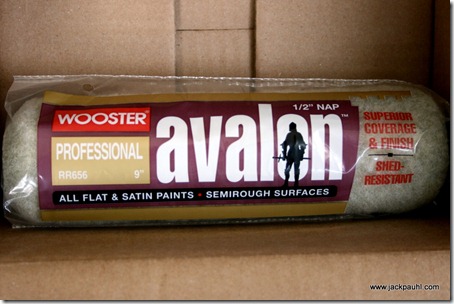 1/2" NAP
WOOSTER
avalon™
PROFESSIONAL
RR656 9"
SUPERIOR
COVERAGE
& FINISH
SHED-
RESISTANT
ALL FLAT & SATIN PAINTS • SEMIROUGH SURFACES
www.jackpauhl.com